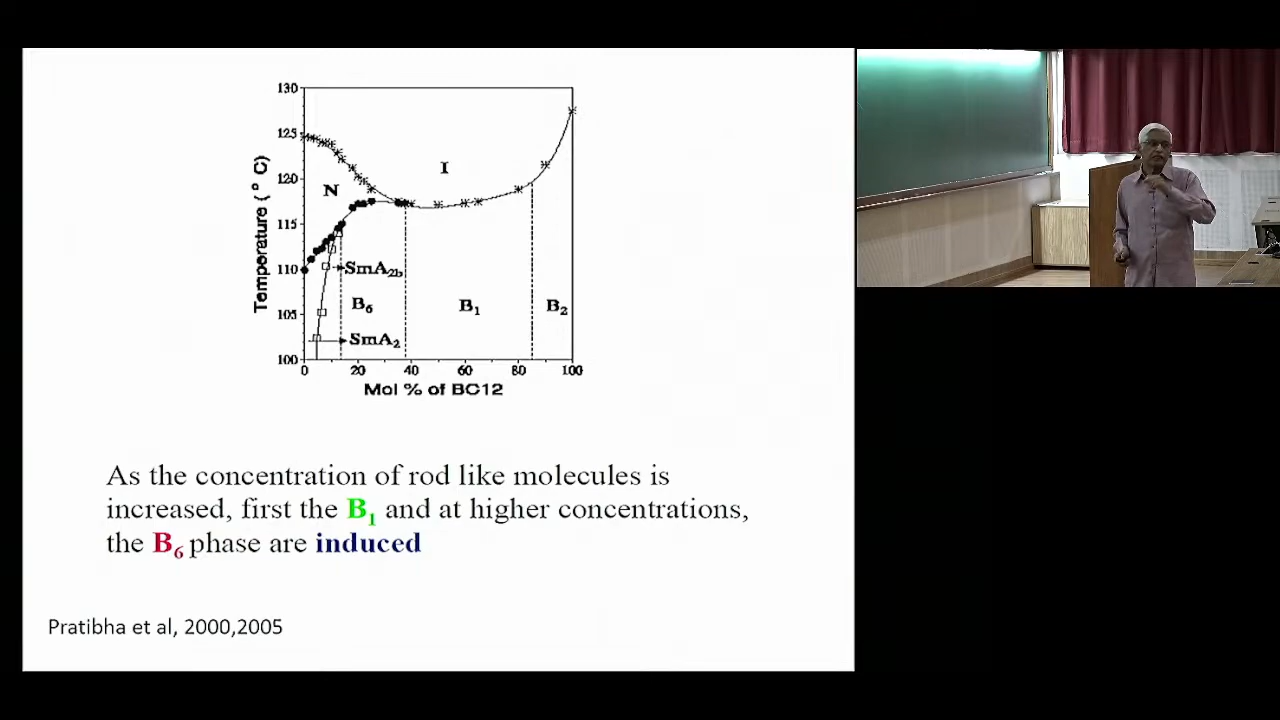 130
125
120
115
110
105
100
Temperature (° C)
N
I
SmA2b
B6
B1
B2
SmA2
0 20 40 60 80 100
Mol % of BC12
As the concentration of rod like molecules is
increased, first the B1 and at higher concentrations,
the B6 phase are induced
Pratibha et al, 2000,2005